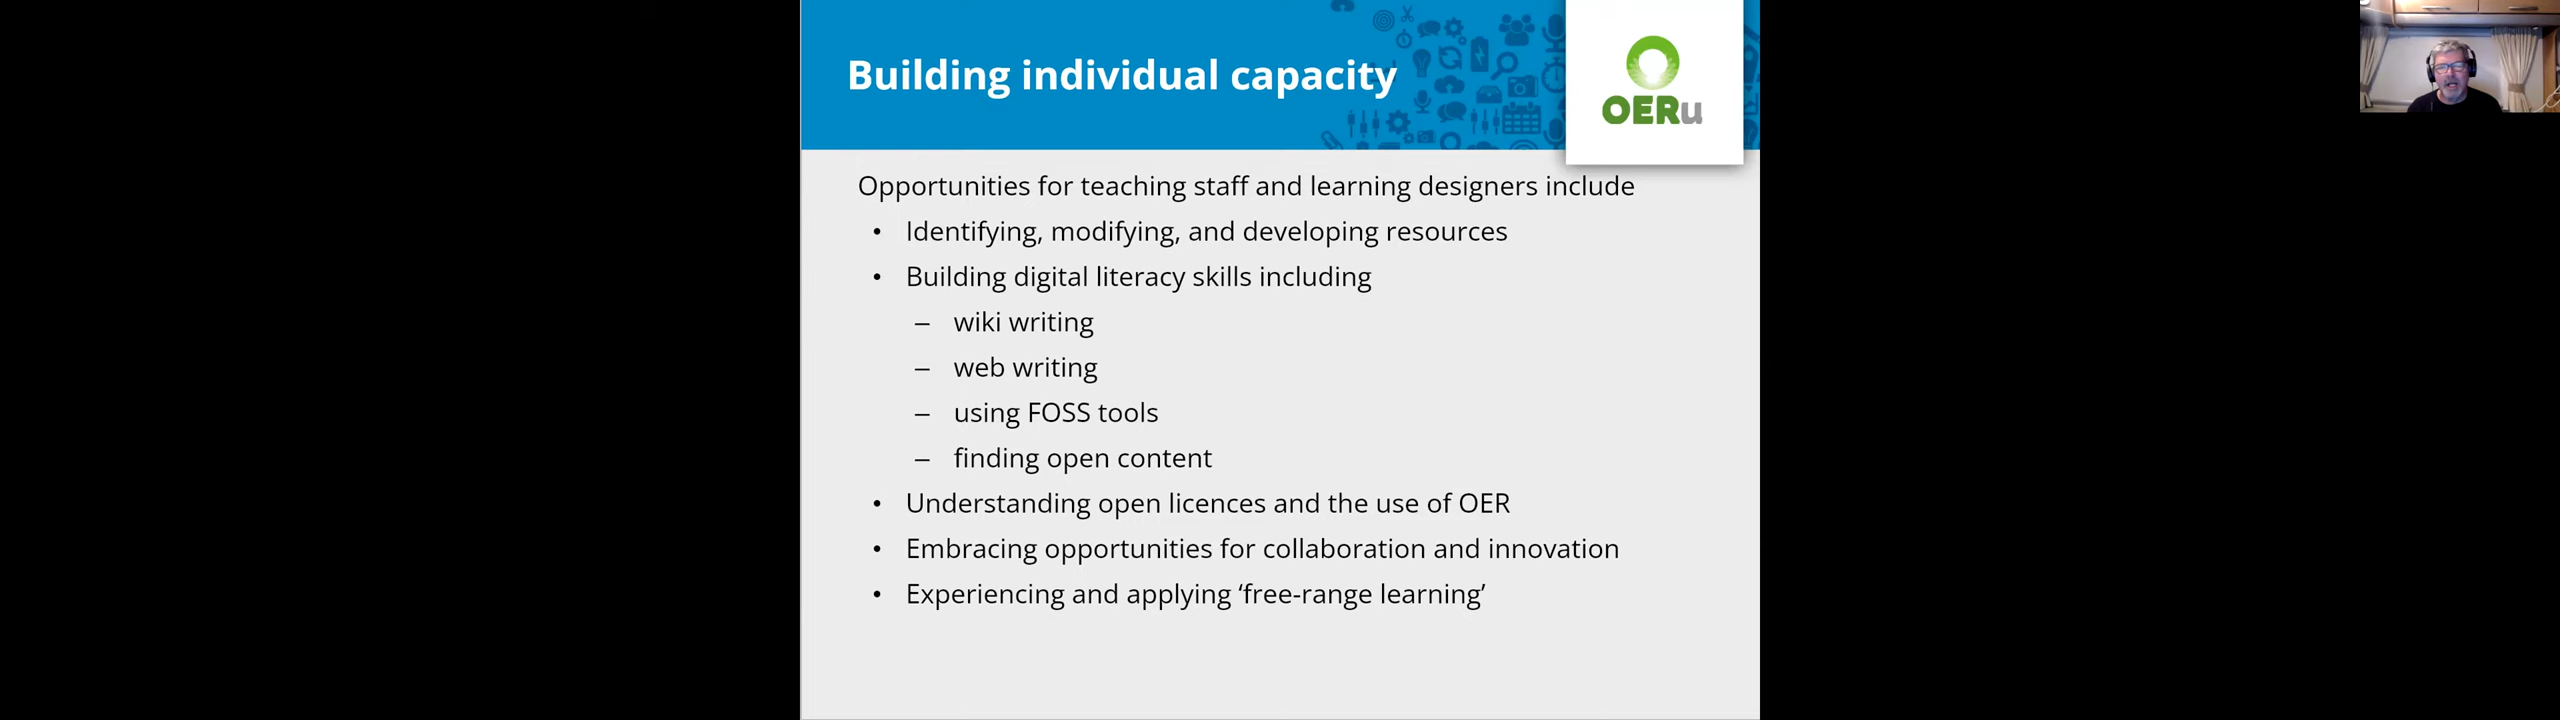 Building individual capacity
OERu
Opportunities for teaching staff and learning designers include
• Identifying, modifying, and developing resources
• Building digital literacy skills including
– wiki writing
– web writing
– using FOSS tools
– finding open content
• Understanding open licences and the use of OER
• Embracing opportunities for collaboration and innovation
• Experiencing and applying ‘free-range learning’